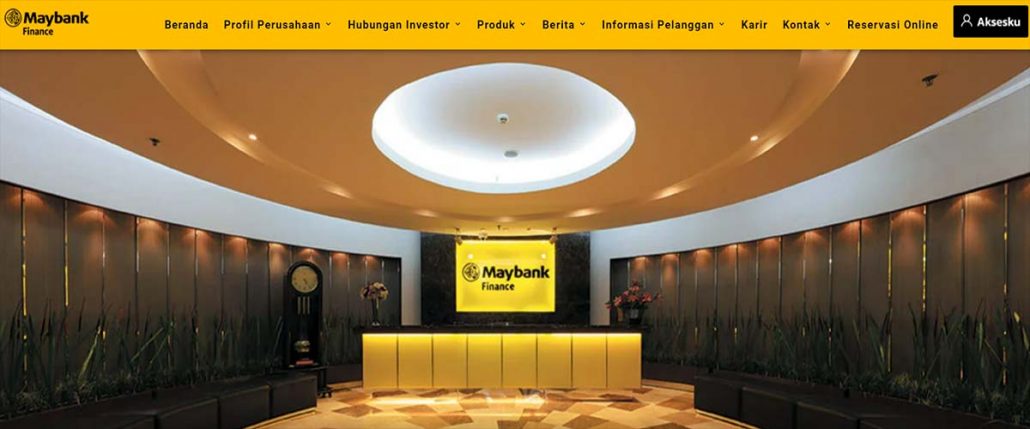 Maybank
Finance
Beranda Profil Perusahaan Hubungan Investor Produk Berita Informasi Pelanggan Karir Kontak Reservasi Online Aksesku
Maybank
Finance